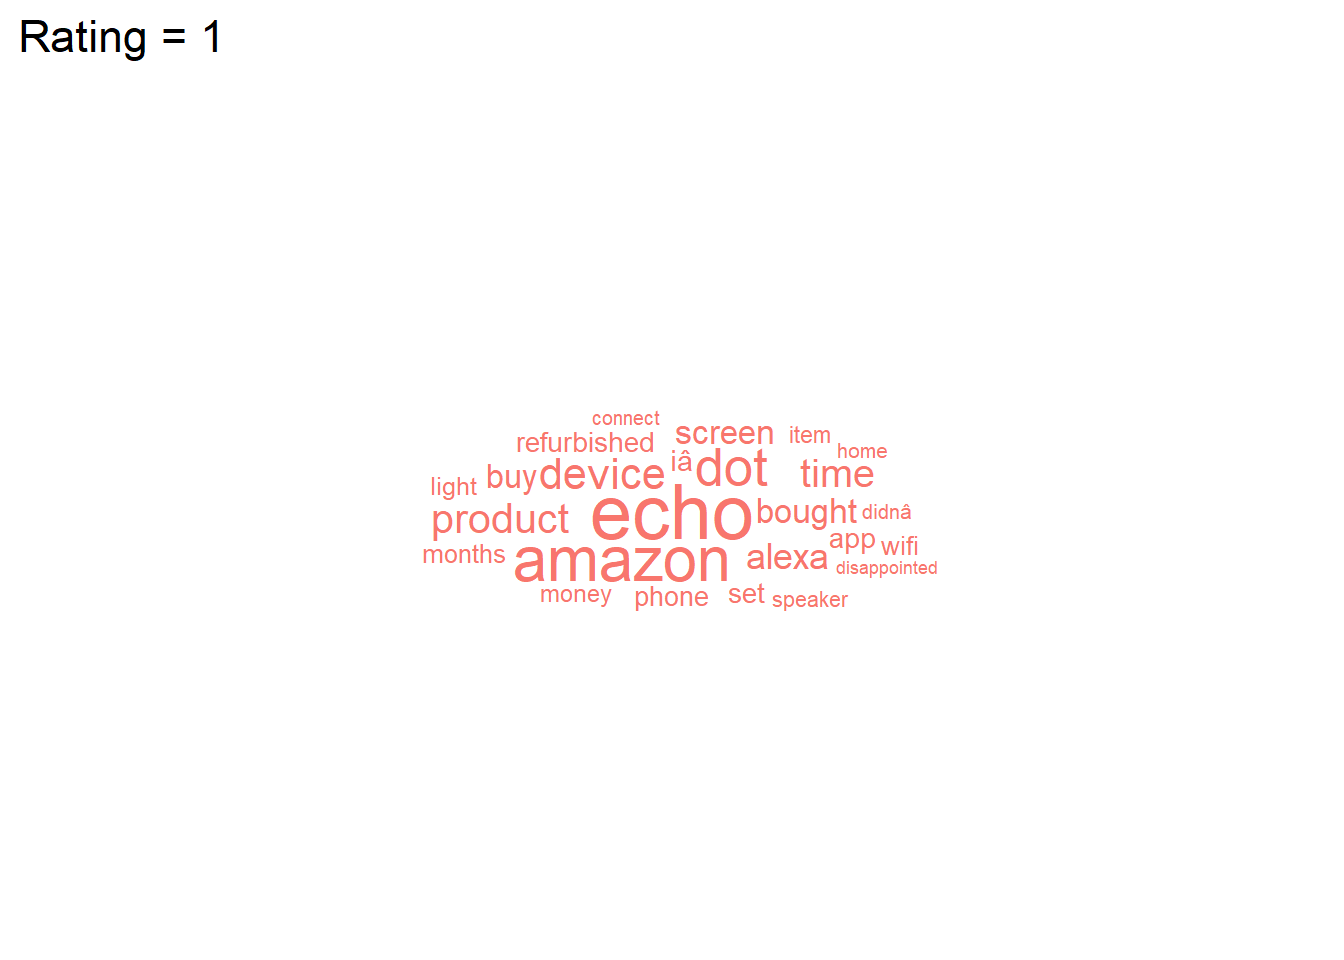 Rating = 1
connect
refurbished screen item
home
light buy device iâ dot time
product echo bought didnâ
months amazon alexa app wifi
disappointed
money phone set speaker